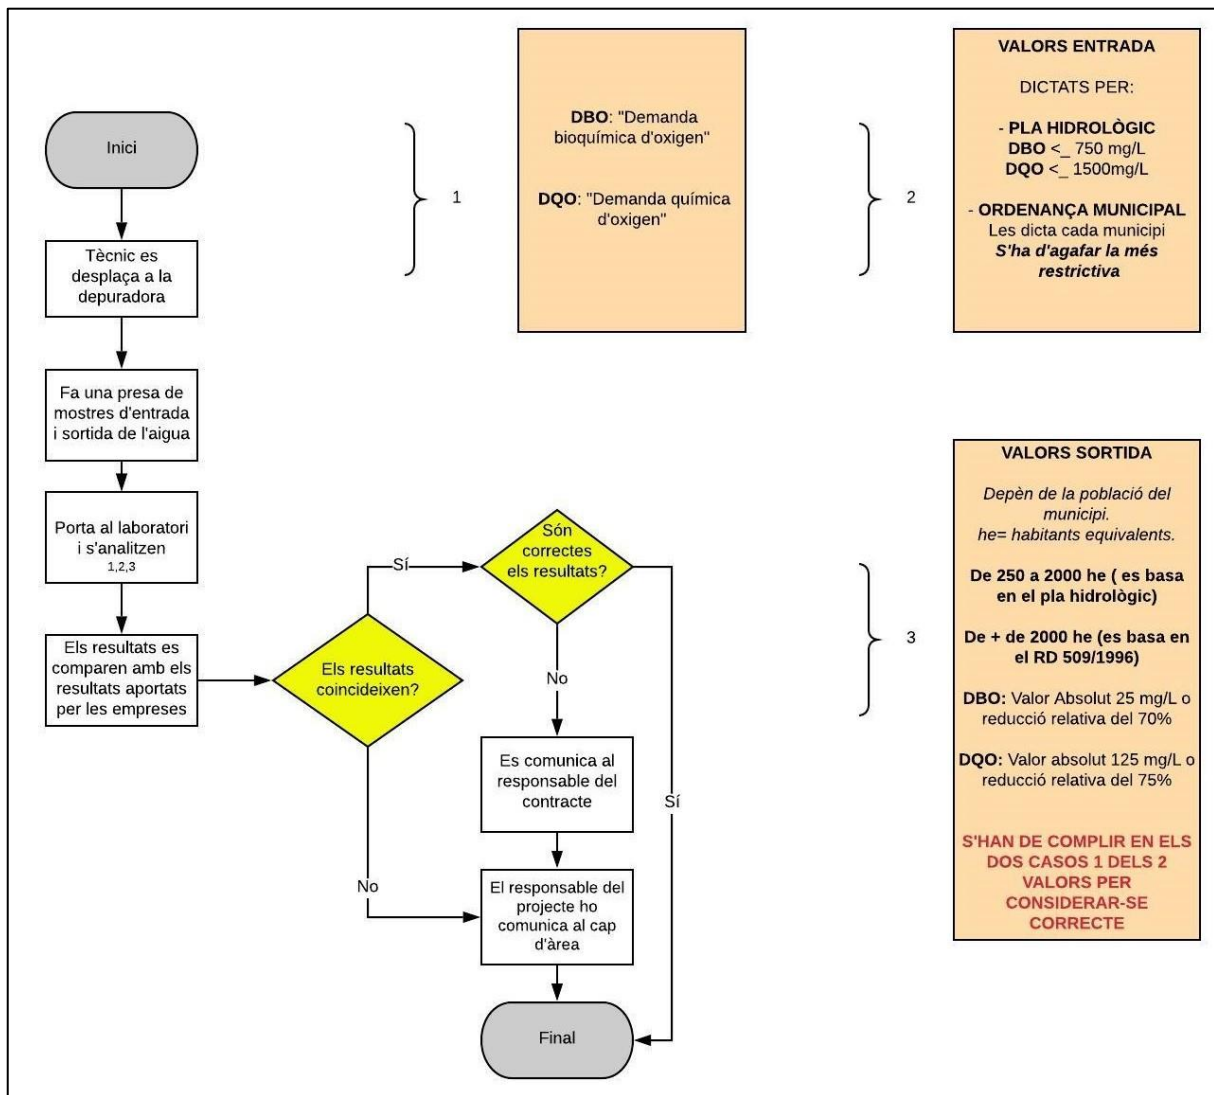 Inici
Tècnic es
desplaça a la
depuradora
Fa una presa de
mostres d'entrada
i sortida de l'aigua
Porta al laboratori
i s'analitzen
1,2,3
Els resultats es
comparen amb els
resultats aportats
per les empreses
Els resultats
coincideixen?
Sí
No
Són
correctes
els resultats?
No
Sí
Es comunica al
responsable del
contracte
El responsable del
projecte ho
comunica al cap
d'àrea
Final
1
DBO: "Demanda
bioquímica d'oxigen"
DQO: "Demanda química
d'oxigen"
2
VALORS ENTRADA
DICTATS PER:
- PLA HIDROLÒGIC
DBO <_ 750 mg/L
DQO <_ 1500mg/L
- ORDENANÇA MUNICIPAL
Les dicta cada municipi
S'ha d'agafar la més
restrictiva
3
VALORS SORTIDA
Depèn de la població del
municipi.
he= habitants equivalents.
De 250 a 2000 he ( es basa
en el pla hidrològic)
De + de 2000 he (es basa en
el RD 509/1996)
DBO: Valor Absolut 25 mg/L o
reducció relativa del 70%
DQO: Valor absolut 125 mg/L o
reducció relativa del 75%
S'HAN DE COMPLIR EN ELS
DOS CASOS 1 DELS 2
VALORS PER
CONSIDERAR-SE
CORRECTE